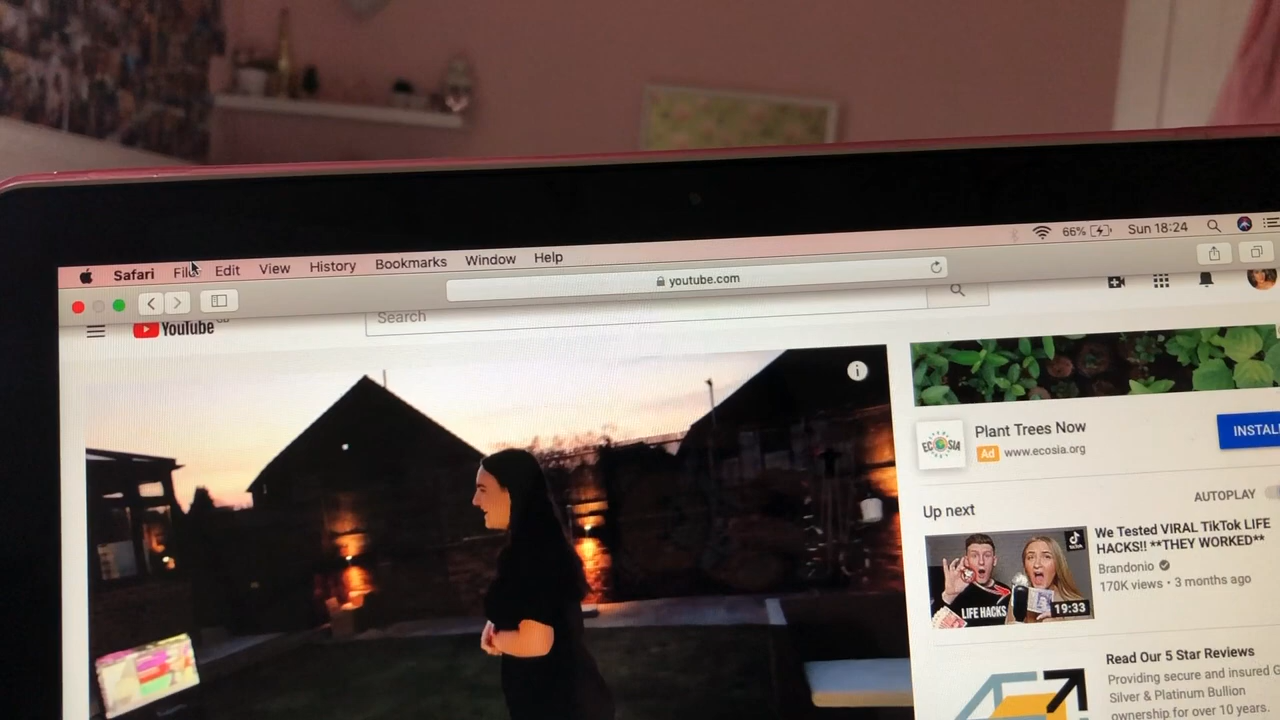 Safari File Edit View History Bookmarks Window Help 66% Sun 18:24
youtube.com
YouTube GB Search
Plant Trees Now
ECOSIA Ad www.ecosia.org INSTALL
AUTOPLAY
Up next
We Tested VIRAL TikTok LIFE
HACKS!! **THEY WORKED**
Brandonio
170K views • 3 months ago
LIFE HACKS 19:33
Read Our 5 Star Reviews
Providing secure and insured G
Silver & Platinum Bullion
ownership for over 10 years.